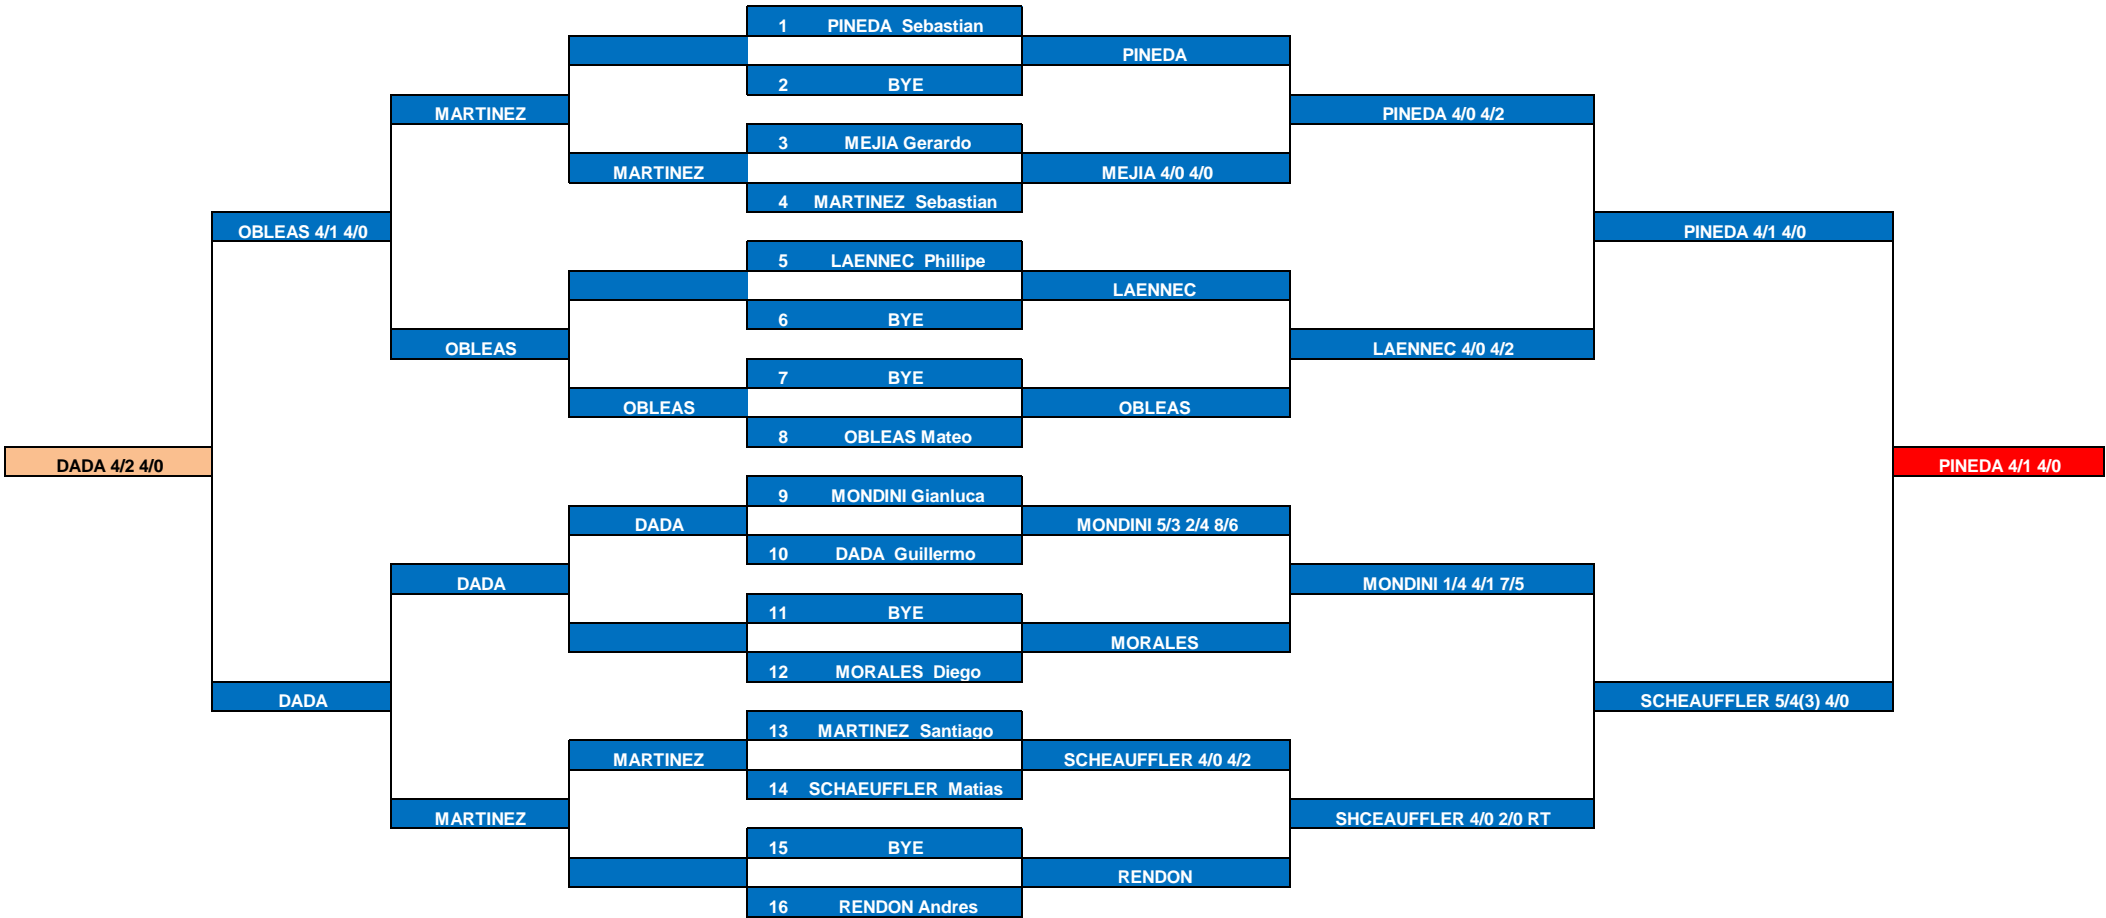 1 PINEDA Sebastian
PINEDA
2 BYE
MARTINEZ
PINEDA 4/0 4/2
3 MEJIA Gerardo
MARTINEZ
MEJIA 4/0 4/0
4 MARTINEZ Sebastian
OBLEAS 4/1 4/0
PINEDA 4/1 4/0
5 LAENNEC Phillipe
LAENNEC
6 BYE
OBLEAS
LAENNEC 4/0 4/2
7 BYE
OBLEAS
OBLEAS
8 OBLEAS Mateo
DADA 4/2 4/0
PINEDA 4/1 4/0
9 MONDINI Gianluca
DADA
MONDINI 5/3 2/4 8/6
10 DADA Guillermo
DADA
MONDINI 1/4 4/1 7/5
11 BYE
MORALES
12 MORALES Diego
DADA
SCHEAUFFLER 5/4(3) 4/0
13 MARTINEZ Santiago
MARTINEZ
SCHEAUFFLER 4/0 4/2
14 SCHAEUFFLER Matias
MARTINEZ
SHCEAUFFLER 4/0 2/0 RT
15 BYE
RENDON
16 RENDON Andres